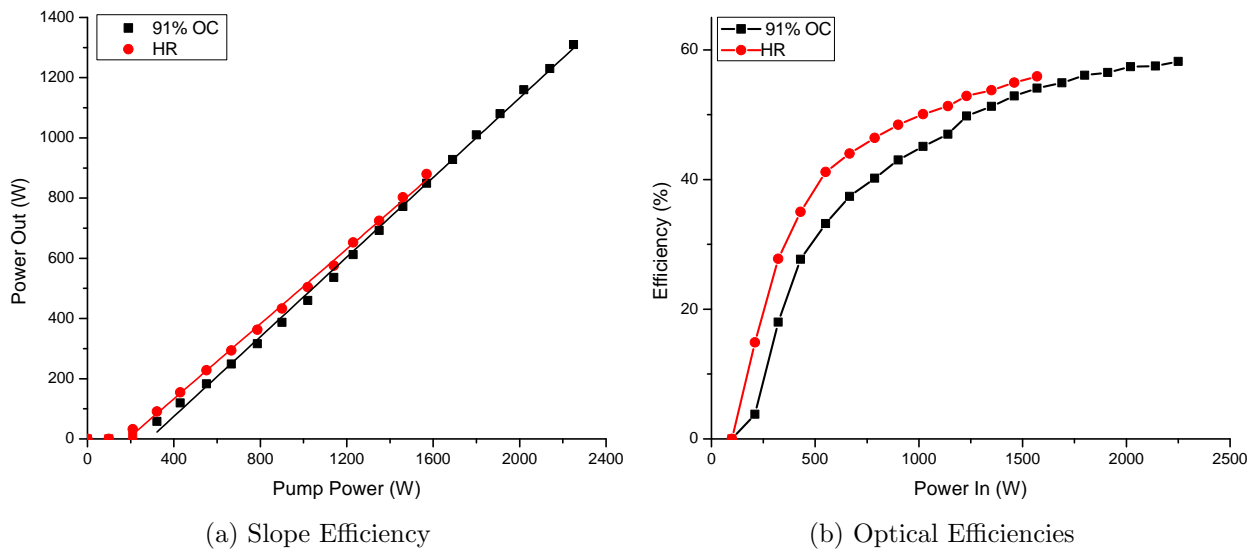 91% OC
HR
1400
1200
1000
800
600
400
200
0
Power Out (W)
0 400 800 1200 1600 2000 2400
Pump Power (W)
(a) Slope Efficiency
91% OC
HR
60
40
20
0
Efficiency (%)
0 500 1000 1500 2000 2500
Power In (W)
(b) Optical Efficiencies